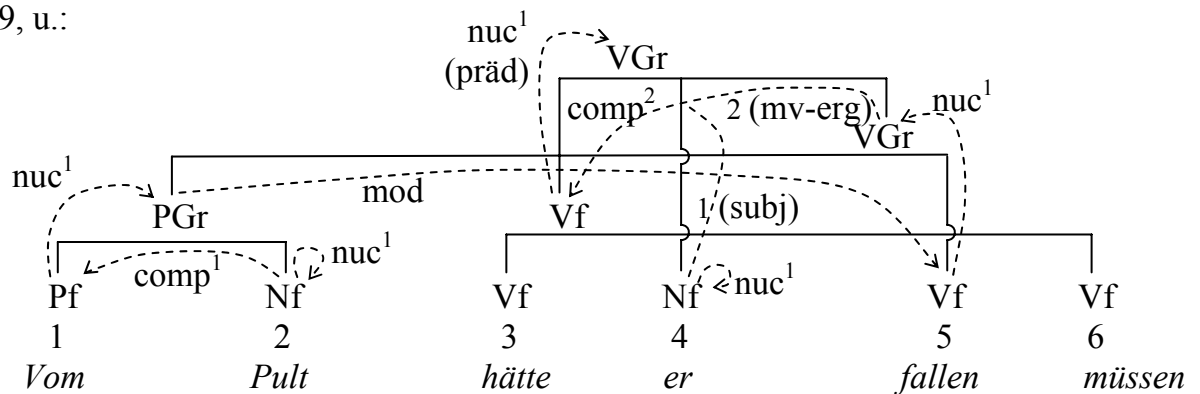 9, u.:
nuc¹ VGr
(präd) comp² 2 (mv-erg) nuc¹
VGr
nuc¹ mod
PGr Vf 1 (subj)
comp¹ nuc¹
Pf Nf Vf Nf nuc¹ Vf Vf
1 2 3 4 5 6
Vom Pult hätte er fallen müssen